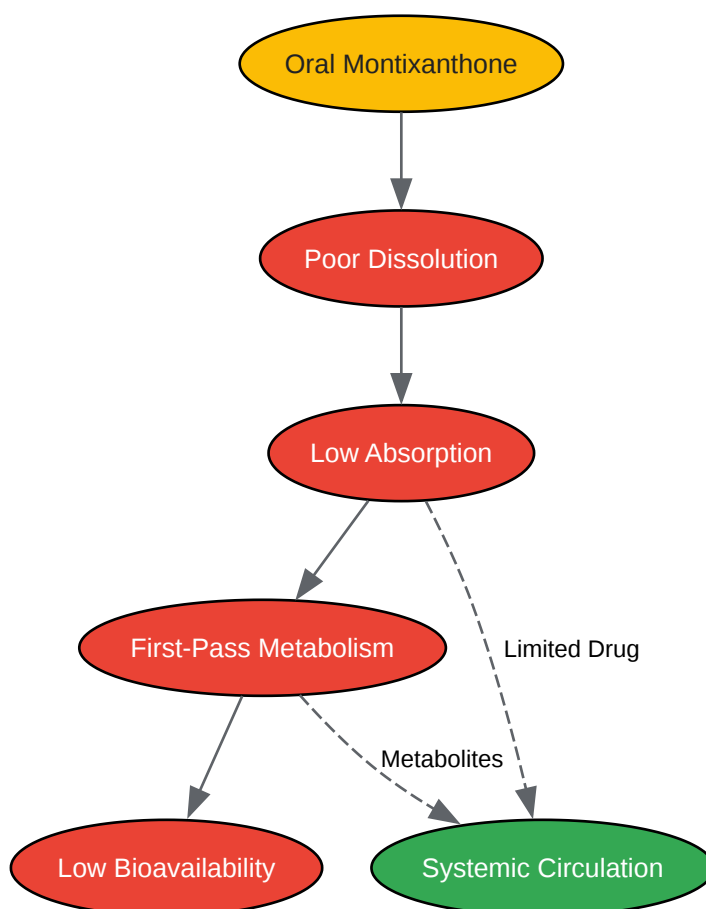 Oral Montixanthone
Poor Dissolution
Low Absorption
First-Pass Metabolism
Limited Drug
Metabolites
Low Bioavailability
Systemic Circulation